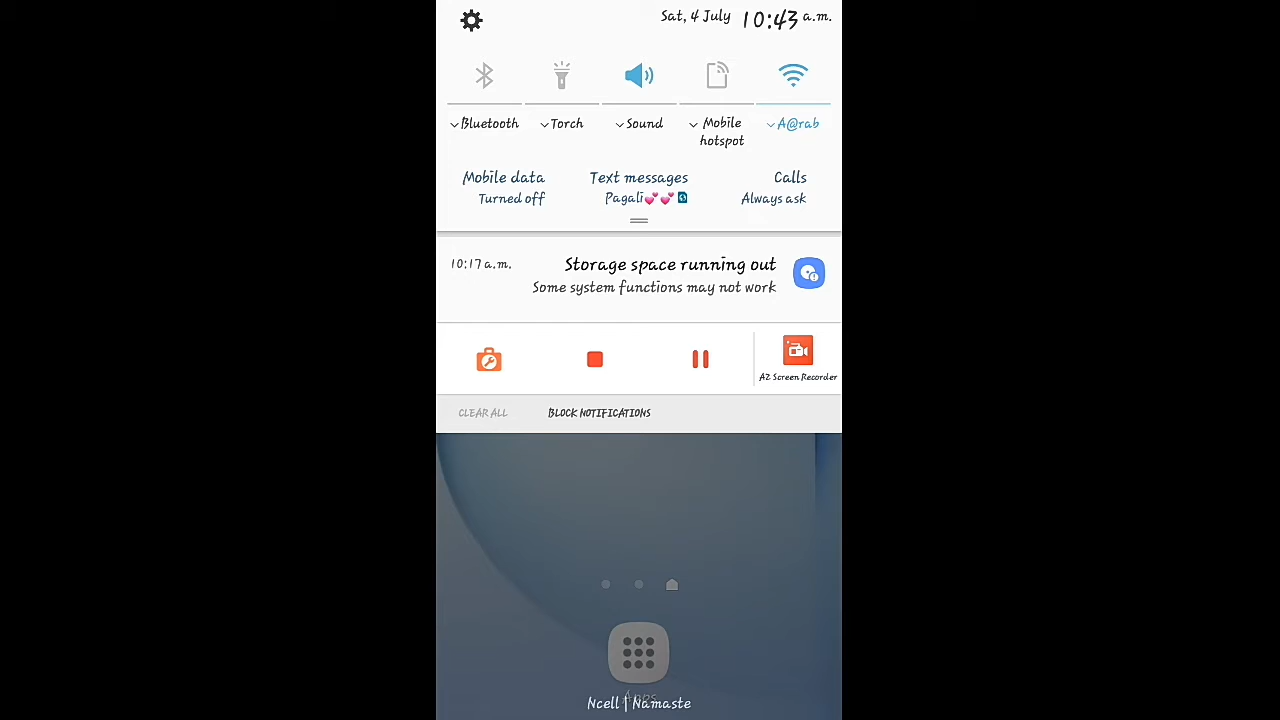 Sat, 4 July 10:43 a.m.
Bluetooth
Torch
Sound
Mobile hotspot
A@rab
Mobile data
Turned off
Text messages
Pagali💕💕
Calls
Always ask
10:17 a.m.
Storage space running out
Some system functions may not work
AZ Screen Recorder
CLEAR ALL
BLOCK NOTIFICATIONS
Apps
Ncell | Namaste